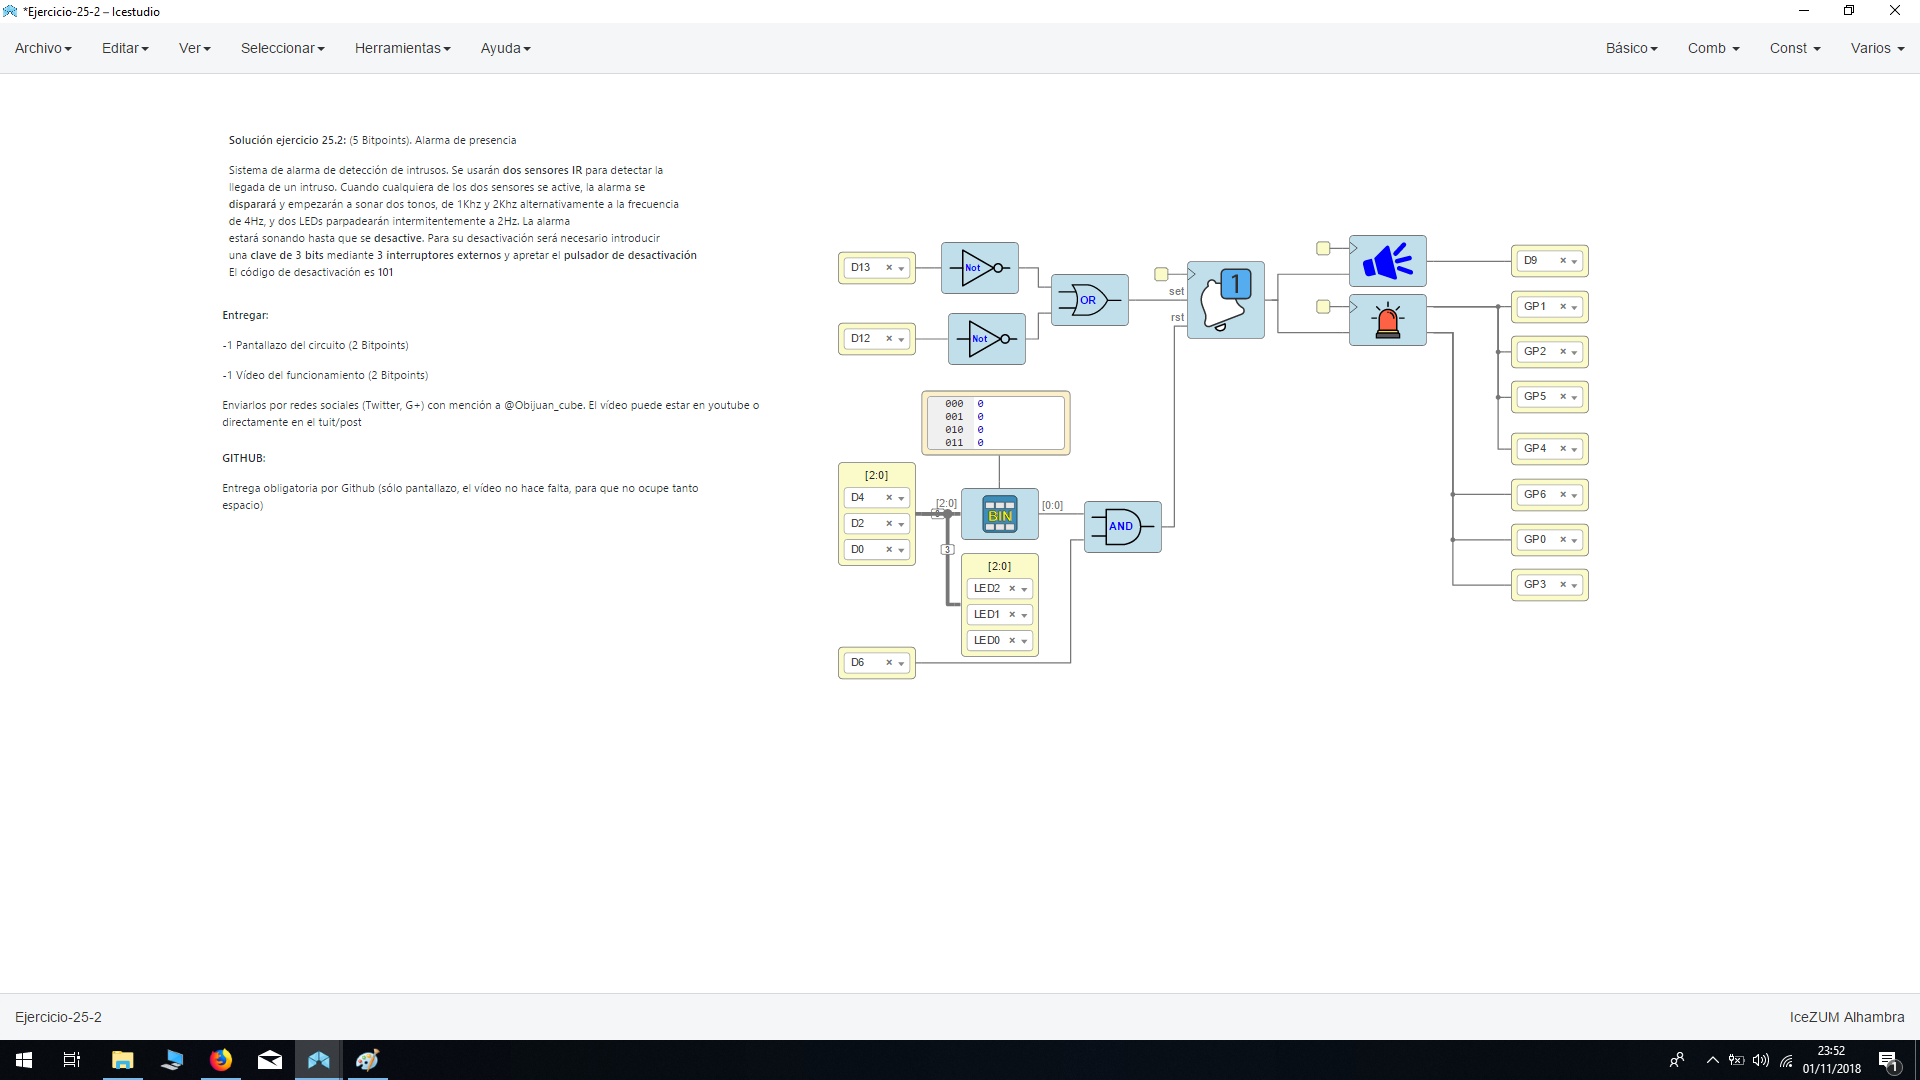 *Ejercicio-25-2 – Icestudio
Archivo Editar Ver Seleccionar Herramientas Ayuda Básico Comb Const Varios
Solución ejercicio 25.2: (5 Bitpoints). Alarma de presencia
Sistema de alarma de detección de intrusos. Se usarán dos sensores IR para detectar la
llegada de un intruso. Cuando cualquiera de los dos sensores se active, la alarma se
disparará y empezarán a sonar dos tonos, de 1Khz y 2Khz alternativamente a la frecuencia
de 4Hz, y dos LEDs parpadearán intermitentemente a 2Hz. La alarma
estará sonando hasta que se desactive. Para su desactivación será necesario introducir
una clave de 3 bits mediante 3 interruptores externos y apretar el pulsador de desactivación
El código de desactivación es 101
Entregar:
-1 Pantallazo del circuito (2 Bitpoints)
-1 Vídeo del funcionamiento (2 Bitpoints)
Enviarlos por redes sociales (Twitter, G+) con mención a @Obijuan_cube. El vídeo puede estar en youtube o
directamente en el tuit/post
GITHUB:
Entrega obligatoria por Github (sólo pantallazo, el vídeo no hace falta, para que no ocupe tanto
espacio)
D13
Not
D12
Not
OR
set
rst
1
D9
GP1
GP2
GP5
GP4
GP6
GP0
GP3
000 0
001 0
010 0
011 0
[2:0]
D4
D2
D0
[2:0]
BIN
[0:0]
3
AND
[2:0]
LED2
LED1
LED0
D6
Ejercicio-25-2
IceZUM Alhambra
23:52
01/11/2018
1